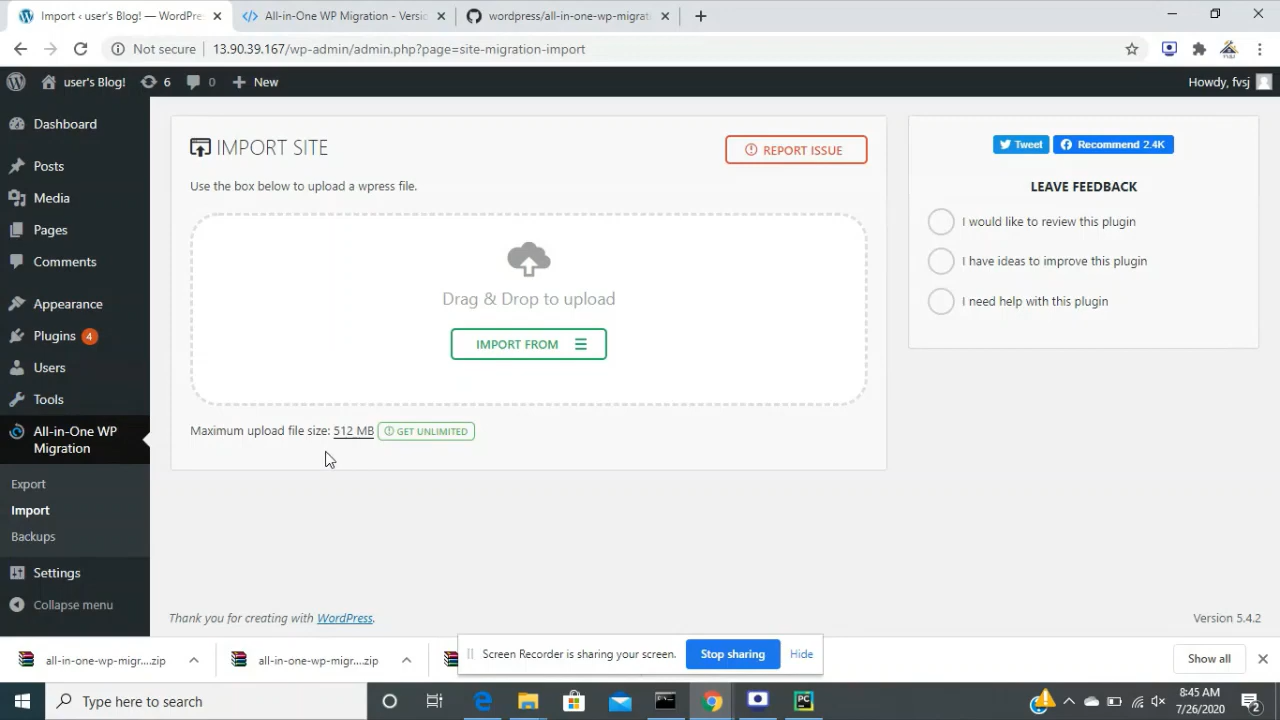 Import ‹ user's Blog! — WordPre
All-in-One WP Migration - Versio
wordpress/all-in-one-wp-migrat
Not secure
13.90.39.167/wp-admin/admin.php?page=site-migration-import
user's Blog!
6
0
New
Howdy, fvsj
Dashboard
Posts
Media
Pages
Comments
Appearance
Plugins 4
Users
Tools
All-in-One WP
Migration
Export
Import
Backups
Settings
Collapse menu
IMPORT SITE
REPORT ISSUE
Use the box below to upload a wpress file.
Drag & Drop to upload
IMPORT FROM
Maximum upload file size: 512 MB
GET UNLIMITED
Tweet
Recommend 2.4K
LEAVE FEEDBACK
I would like to review this plugin
I have ideas to improve this plugin
I need help with this plugin
Thank you for creating with WordPress.
Version 5.4.2
all-in-one-wp-migr....zip
all-in-one-wp-migr....zip
Screen Recorder is sharing your screen.
Stop sharing
Hide
Show all
Type here to search
PC
8:45 AM
7/26/2020
2